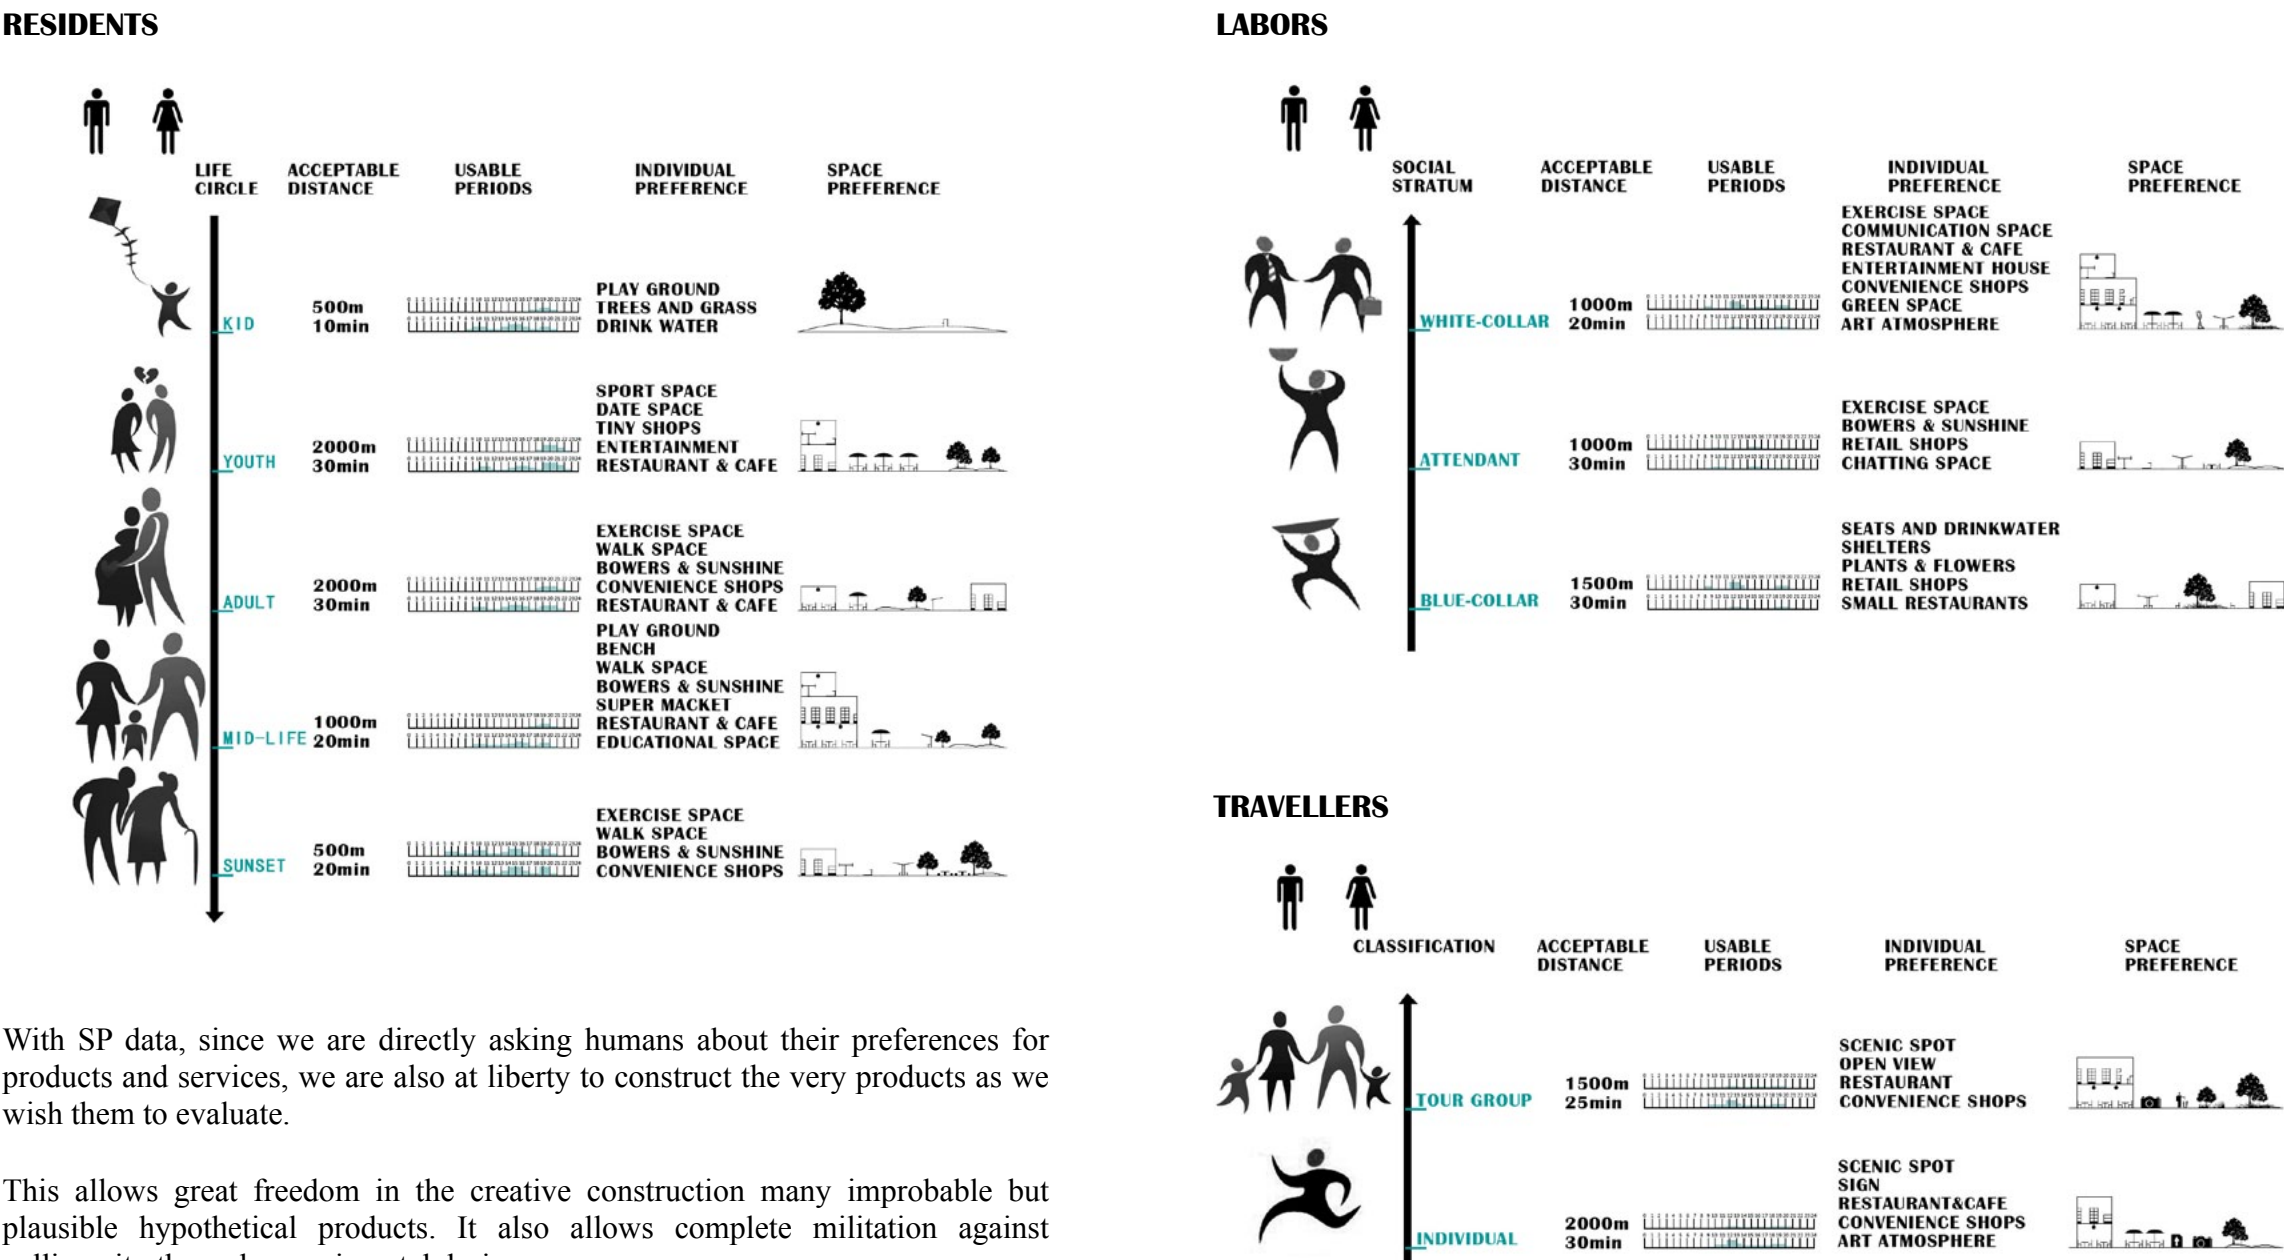 RESIDENTS
LIFE CIRCLE
ACCEPTABLE DISTANCE
USABLE PERIODS
INDIVIDUAL PREFERENCE
SPACE PREFERENCE
KID
500m
10min
PLAY GROUND
TREES AND GRASS
DRINK WATER
YOUTH
2000m
30min
SPORT SPACE
DATE SPACE
TINY SHOPS
ENTERTAINMENT
RESTAURANT & CAFE
ADULT
2000m
30min
EXERCISE SPACE
WALK SPACE
BOWERS & SUNSHINE
CONVENIENCE SHOPS
RESTAURANT & CAFE
MID-LIFE
1000m
20min
PLAY GROUND
BENCH
WALK SPACE
BOWERS & SUNSHINE
SUPER MACKET
RESTAURANT & CAFE
EDUCATIONAL SPACE
SUNSET
500m
20min
EXERCISE SPACE
WALK SPACE
BOWERS & SUNSHINE
CONVENIENCE SHOPS
With SP data, since we are directly asking humans about their preferences for
products and services, we are also at liberty to construct the very products as we
wish them to evaluate.
This allows great freedom in the creative construction many improbable but
plausible hypothetical products. It also allows complete militation against
LABORS
SOCIAL STRATUM
ACCEPTABLE DISTANCE
USABLE PERIODS
INDIVIDUAL PREFERENCE
SPACE PREFERENCE
WHITE-COLLAR
1000m
20min
EXERCISE SPACE
COMMUNICATION SPACE
RESTAURANT & CAFE
ENTERTAINMENT HOUSE
CONVENIENCE SHOPS
GREEN SPACE
ART ATMOSPHERE
ATTENDANT
1000m
30min
EXERCISE SPACE
BOWERS & SUNSHINE
RETAIL SHOPS
CHATTING SPACE
BLUE-COLLAR
1500m
30min
SEATS AND DRINKWATER
SHELTERS
PLANTS & FLOWERS
RETAIL SHOPS
SMALL RESTAURANTS
TRAVELLERS
CLASSIFICATION
ACCEPTABLE DISTANCE
USABLE PERIODS
INDIVIDUAL PREFERENCE
SPACE PREFERENCE
TOUR GROUP
1500m
25min
SCENIC SPOT
OPEN VIEW
RESTAURANT
CONVENIENCE SHOPS
INDIVIDUAL
2000m
30min
SCENIC SPOT
SIGN
RESTAURANT&CAFE
CONVENIENCE SHOPS
ART ATMOSPHERE